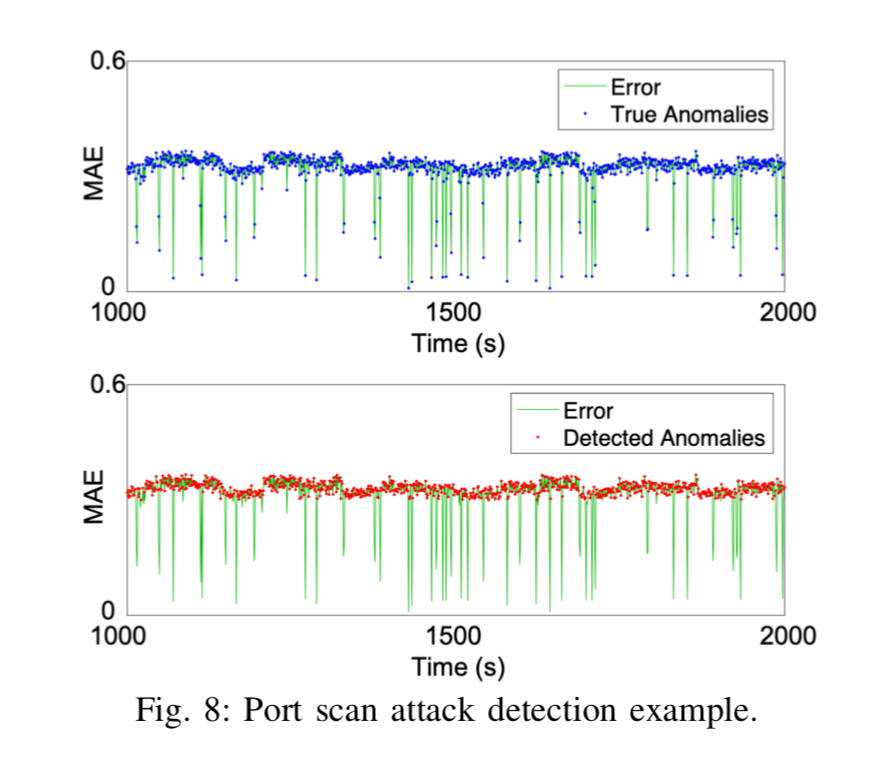 0.6
Error
True Anomalies
MAE
0
1000
1500
2000
Time (s)
0.6
Error
Detected Anomalies
MAE
0
1000
1500
2000
Time (s)
Fig. 8: Port scan attack detection example.